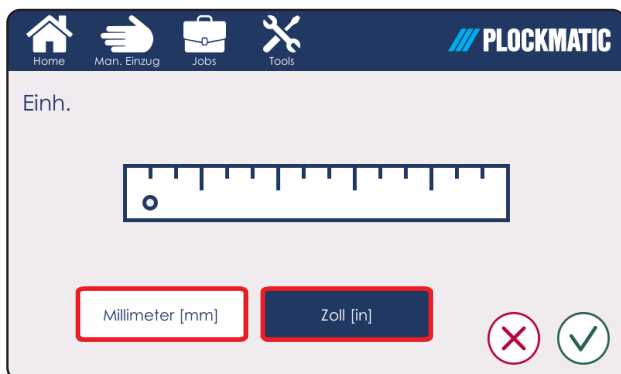 Home Man. Einzug Jobs Tools PLOCKMATIC
Einh.
Millimeter [mm] Zoll [in]